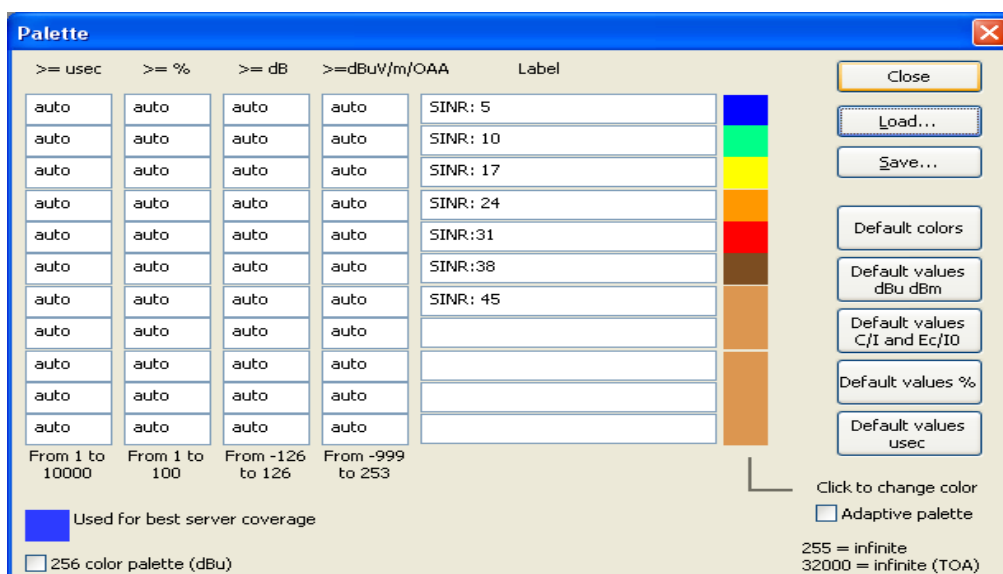 Palette
>= usec >= % >= dB >=dBuV/m/OAA Label
auto auto auto auto SINR: 5
auto auto auto auto SINR: 10
auto auto auto auto SINR: 17
auto auto auto auto SINR: 24
auto auto auto auto SINR:31
auto auto auto auto SINR:38
auto auto auto auto SINR: 45
auto auto auto auto
auto auto auto auto
auto auto auto auto
auto auto auto auto
From 1 to 10000
From 1 to 100
From -126 to 126
From -999 to 253
Used for best server coverage
256 color palette (dBu)
Close
Load...
Save...
Default colors
Default values
dBu dBm
Default values
C/I and Ec/I0
Default values %
Default values
usec
Click to change color
Adaptive palette
255 = infinite
32000 = infinite (TOA)